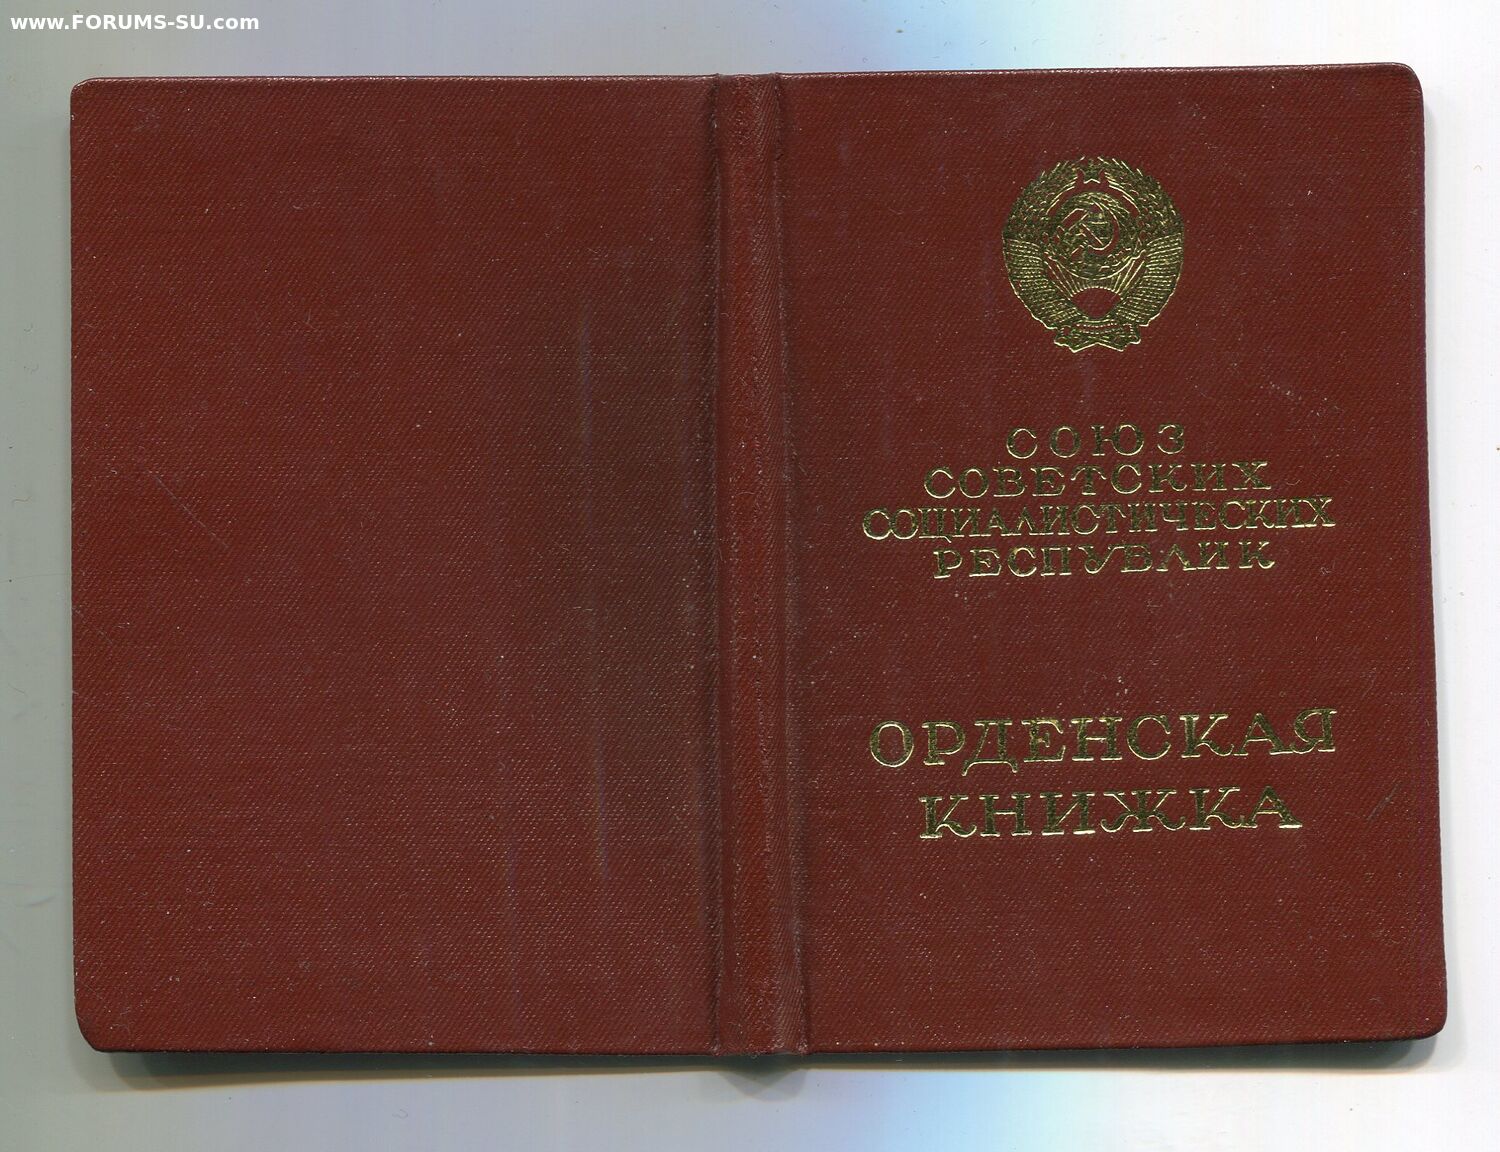 www.FORUMS-SU.com
СОЮЗ
СОВЕТСКИХ
СОЦИАЛИСТИЧЕСКИХ
РЕСПУБЛИК
ОРДЕНСКАЯ
КНИЖКА